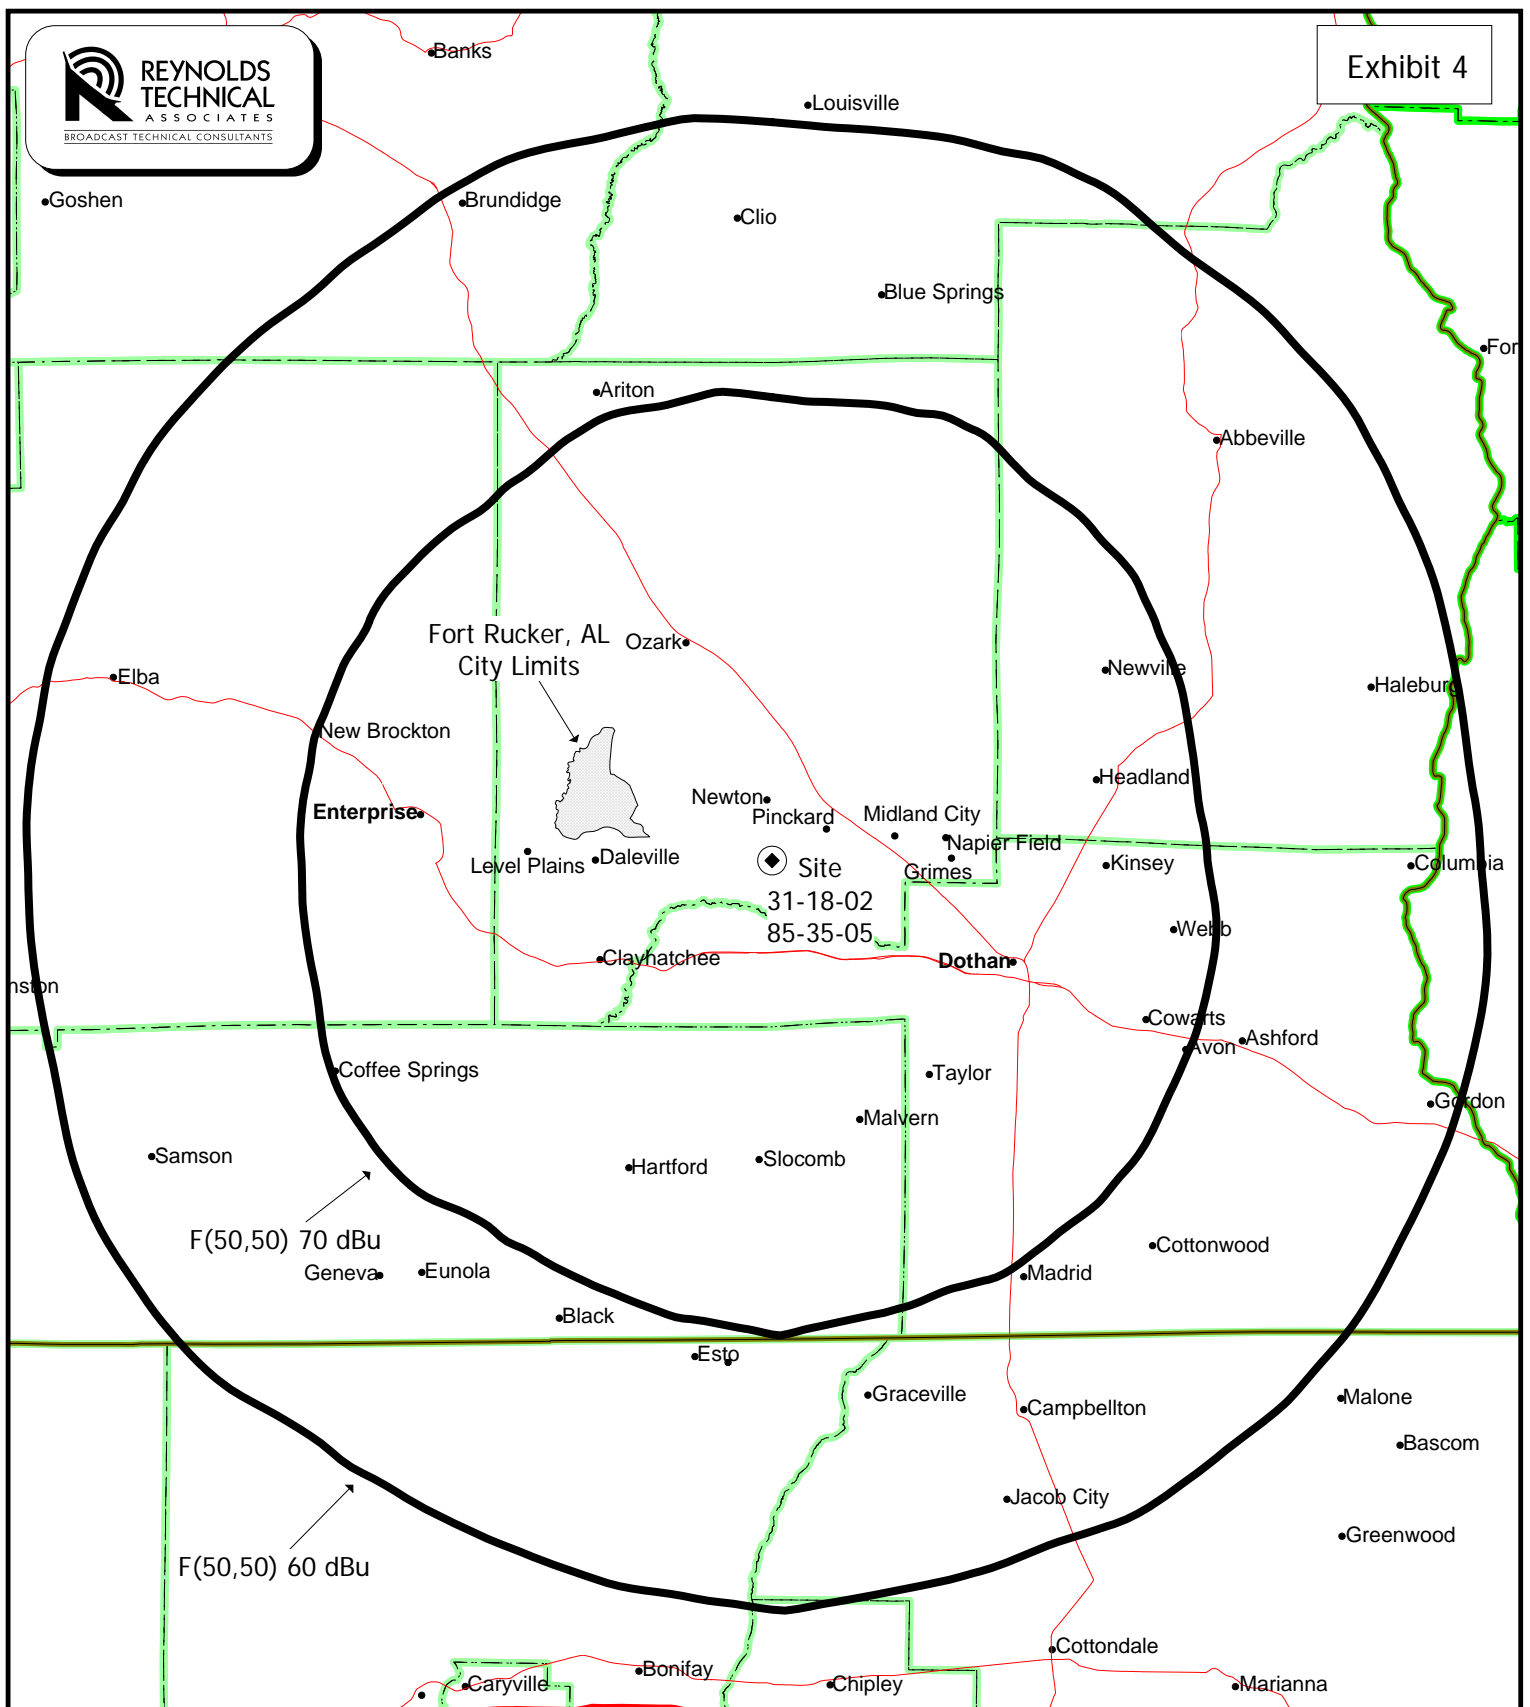 Banks
REYNOLDS
TECHNICAL
ASSOCIATES
BROADCAST TECHNICAL CONSULTANTS
Exhibit 4
Louisville
Goshen
Brundidge
Clio
Blue Springs
For
Ariton
Abbeville
Fort Rucker, AL
City Limits
Ozark
Newville
Elba
Haleburg
New Brockton
Headland
Newton
Enterprise
Pinckard
Midland City
Napier Field
Level Plains
Daleville
Site
31-18-02
85-35-05
Grimes
Kinsey
Columbia
Webb
Clayhatchee
Dothan
nston
Cowarts
Avon
Ashford
Coffee Springs
Taylor
Gordon
Malvern
Samson
Hartford
Slocomb
F(50,50) 70 dBu
Cottonwood
Geneva
Eunola
Madrid
Black
Esto
Graceville
Campbellton
Malone
Bascom
Jacob City
Greenwood
F(50,50) 60 dBu
Cottondale
Bonifay
Caryville
Chipley
Marianna